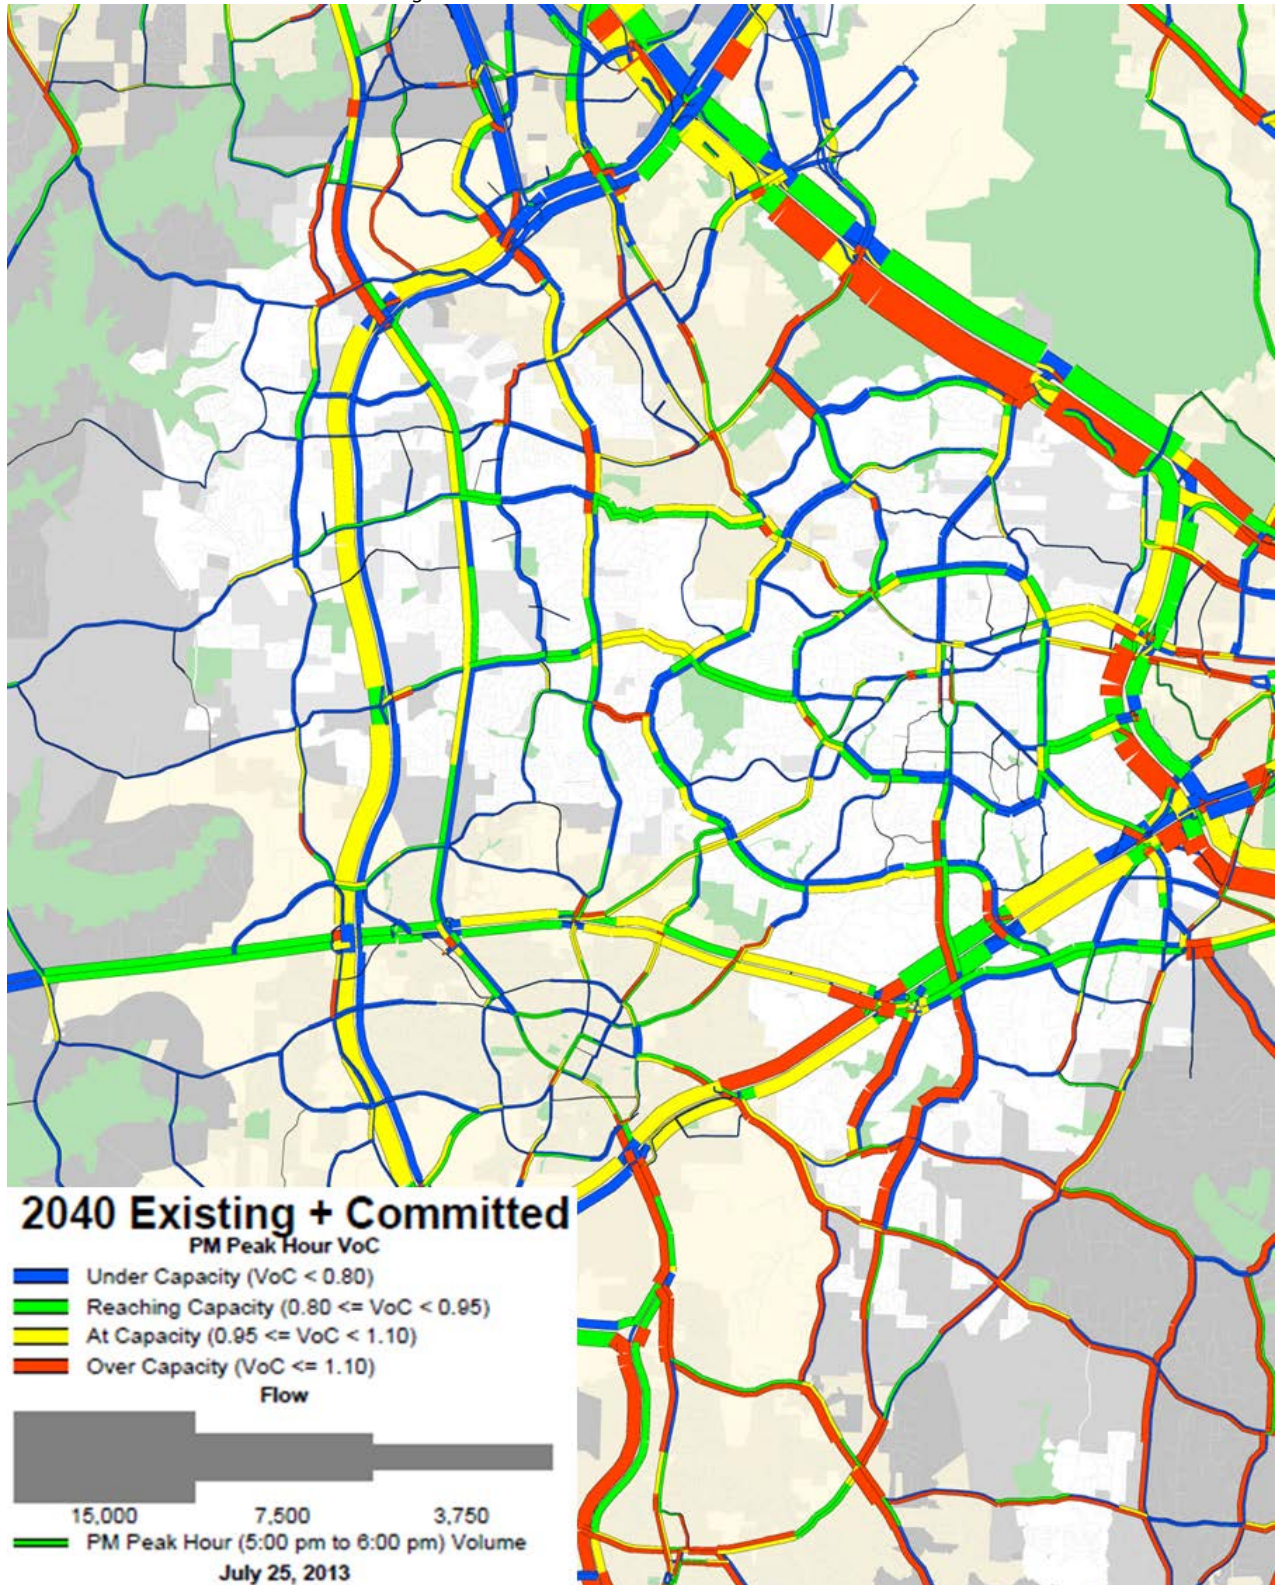 2040 Existing + Committed
PM Peak Hour VoC
Under Capacity (VoC < 0.80)
Reaching Capacity (0.80 <= VoC < 0.95)
At Capacity (0.95 <= VoC < 1.10)
Over Capacity (VoC <= 1.10)
Flow
15,000 7,500 3,750
PM Peak Hour (5:00 pm to 6:00 pm) Volume
July 25, 2013